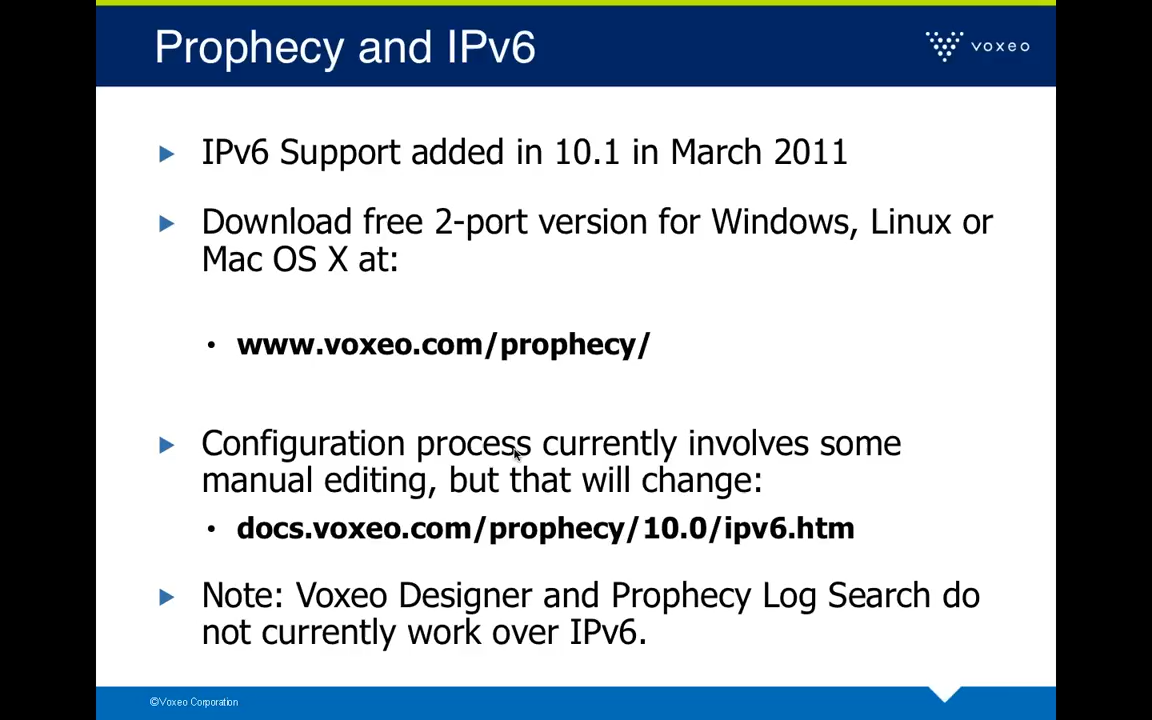 Prophecy and IPv6
voxeo
IPv6 Support added in 10.1 in March 2011
Download free 2-port version for Windows, Linux or
Mac OS X at:
• www.voxeo.com/prophecy/
Configuration process currently involves some
manual editing, but that will change:
• docs.voxeo.com/prophecy/10.0/ipv6.htm
Note: Voxeo Designer and Prophecy Log Search do
not currently work over IPv6.
©Voxeo Corporation